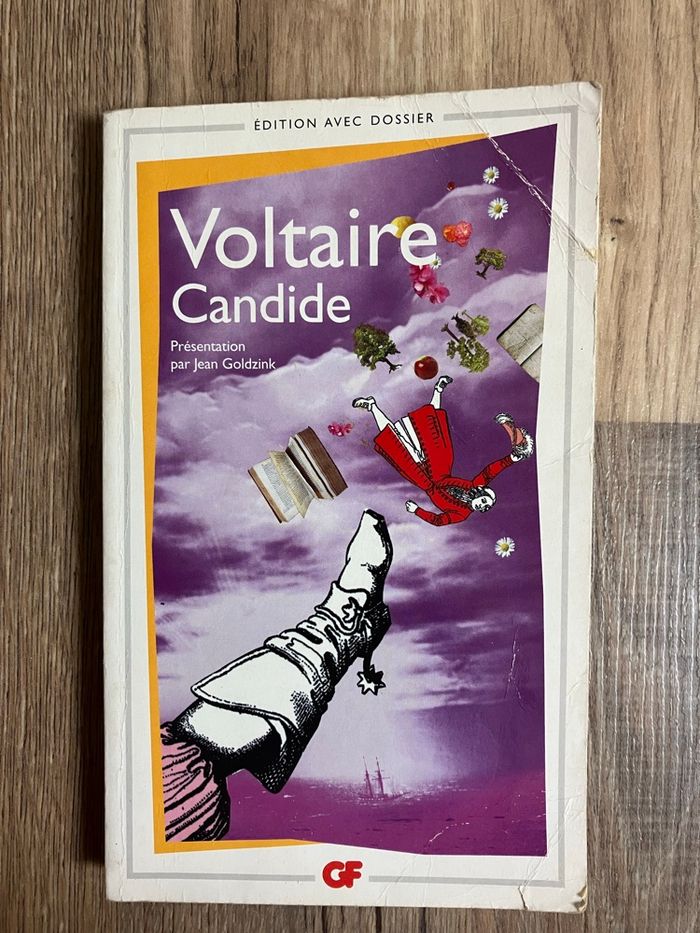 ÉDITION AVEC DOSSIER
Voltaire
Candide
Présentation
par Jean Goldzink
GF